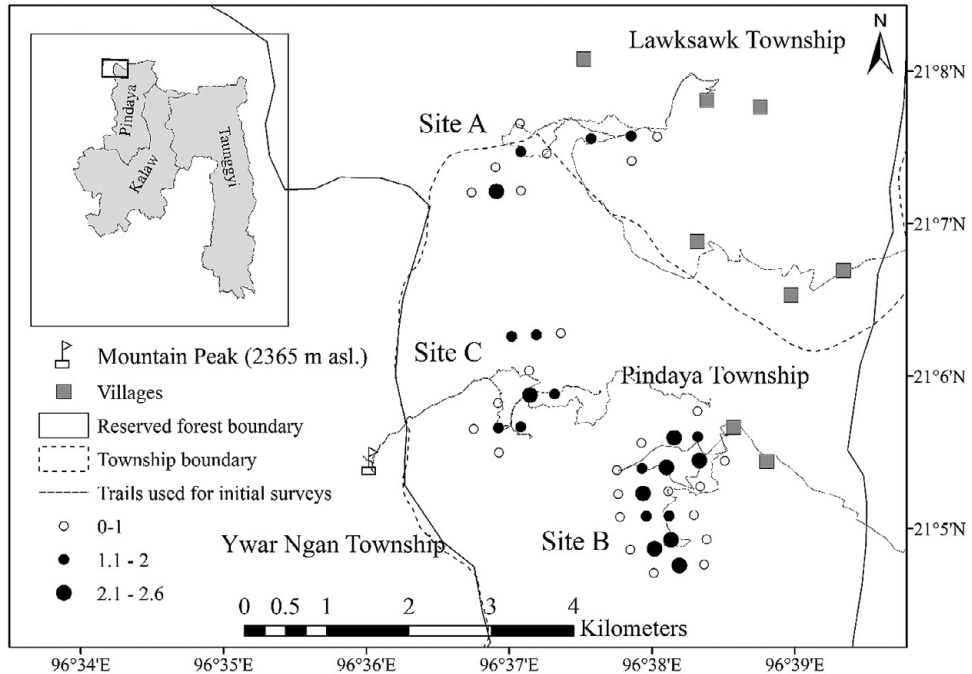 N
Lawksawk Township
21°8'N
Pindaya
Kalaw
Taunggyi
Site A
21°7'N
Mountain Peak (2365 m asl.)
Villages
Reserved forest boundary
Township boundary
Trails used for initial surveys
0-1
1.1 - 2
2.1 - 2.6
Site C
Pindaya Township
21°6'N
Ywar Ngan Township
Site B
21°5'N
0 0.5 1 2 3 4
Kilometers
96°34'E 96°35'E 96°36'E 96°37'E 96°38'E 96°39'E